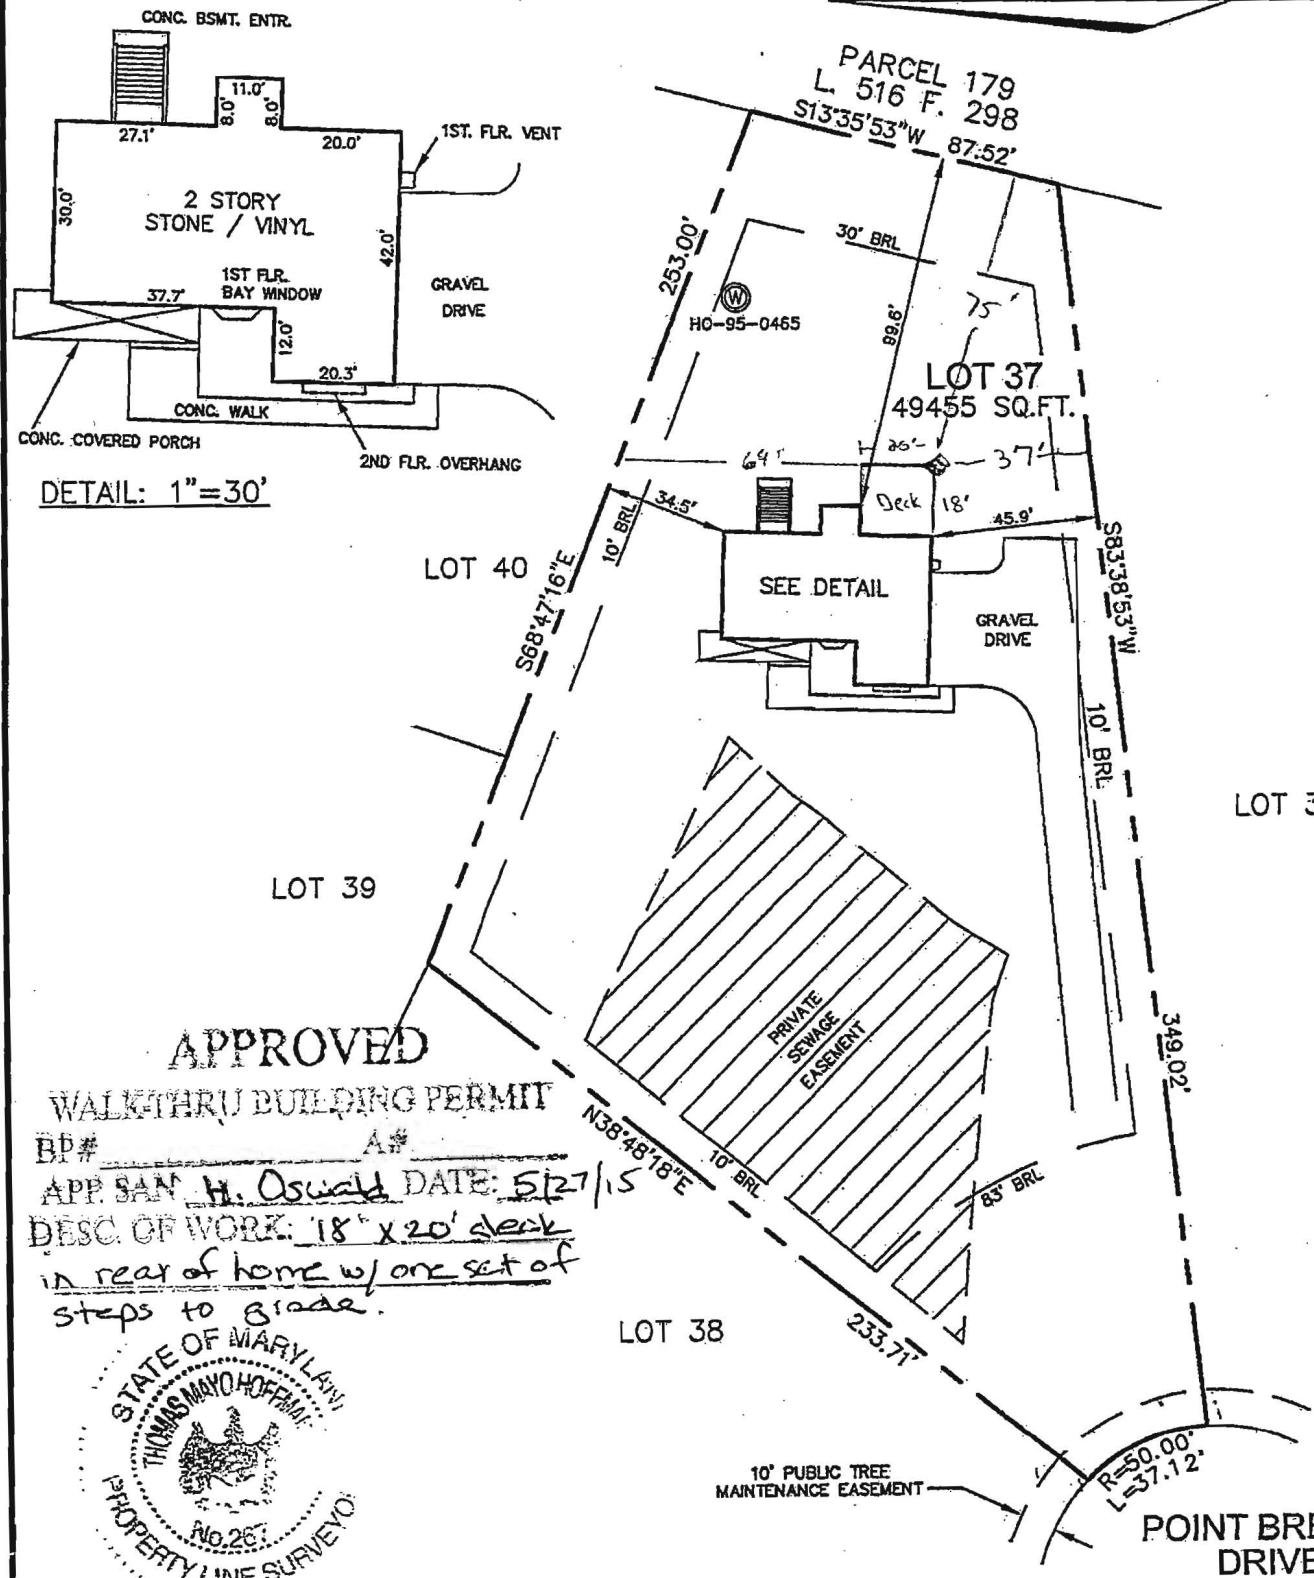 CONC. BSMT. ENTR.
11.0'
8.0'
8.0'
27.1'
20.0'
1ST. FLR. VENT
30.0'
2 STORY
STONE / VINYL
42.0'
1ST FLR.
BAY WINDOW
37.7'
GRAVEL
DRIVE
12.0'
20.3'
CONC. WALK
CONC. COVERED PORCH
2ND FLR. OVERHANG
DETAIL: 1"=30'
PARCEL 179
L. 516 F. 298
S13°35'53"W 87.52'
253.00'
30' BRL
W
HO-95-0465
99.6'
75'
LOT 37
49455 SQ.FT.
69'
37'
Deck 18'
34.5'
45.9'
10' BRL
LOT 40
S68°47'16"E
SEE DETAIL
GRAVEL
DRIVE
S83°38'53"W
10' BRL
LOT 39
PRIVATE
SEWAGE
EASEMENT
349.02'
N38°48'18"E
10' BRL
83' BRL
233.71'
LOT 38
APPROVED
WALK-THRU BUILDING PERMIT
BP# A#
APP. SAN H. Oswald DATE: 5/27/15
DESC. OF WORK: 18' x 20' deck
in rear of home w/ one set of
steps to grade.
STATE OF MARYLAND
THOMAS MAYO HOFFMAN
No.267
PROPERTY LINE SURVEYO
10' PUBLIC TREE
MAINTENANCE EASEMENT
R=50.00'
L=37.12'
POINT BRE
DRIVE